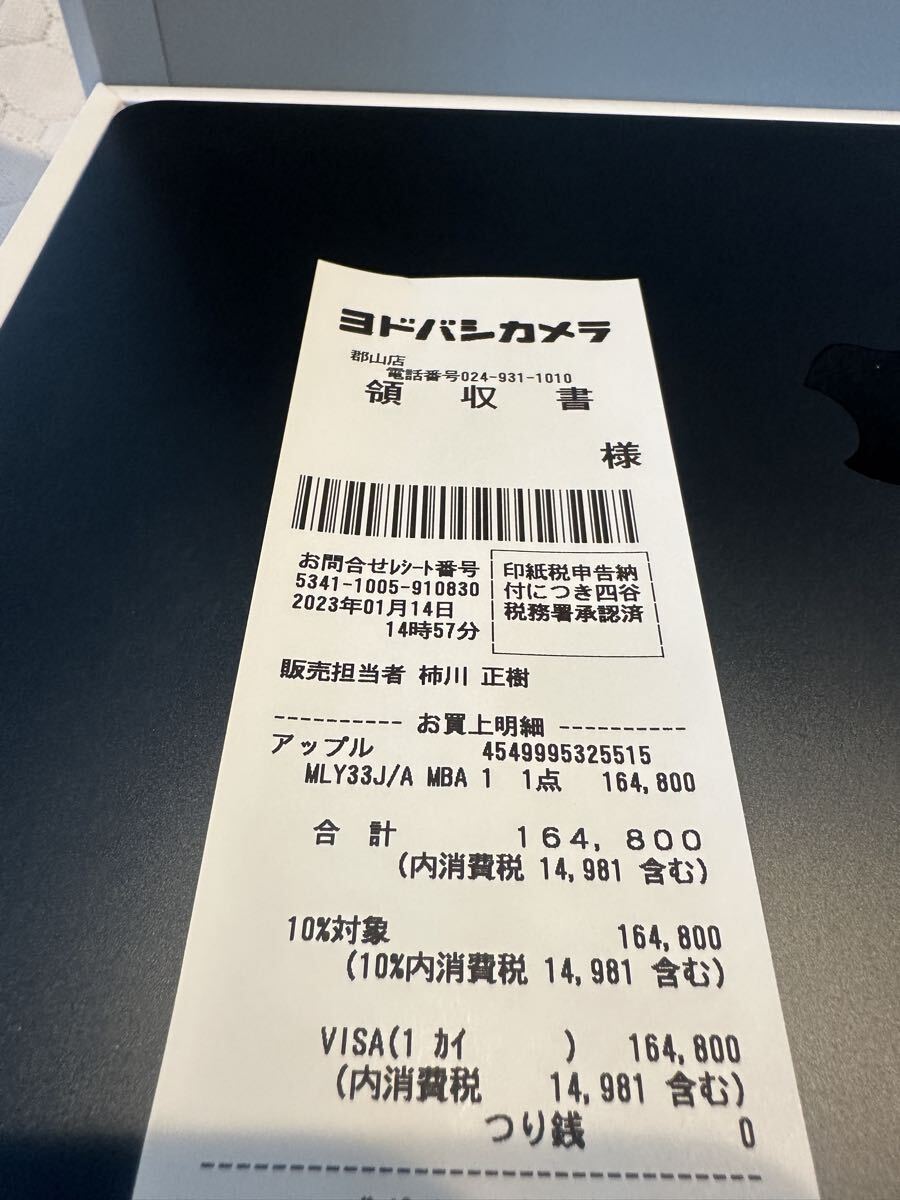 ヨドバシカメラ
郡山店
電話番号024-931-1010
領 収 書
様
お問合せﾚｼｰﾄ番号
5341-1005-910830
2023年01月14日
14時57分
印紙税申告納
付につき四谷
税務署承認済
販売担当者 柿川 正樹
---------- お買上明細 ----------
アップル 4549995325515
MLY33J/A MBA 1 1点 164,800
合 計 164,800
(内消費税 14,981 含む)
10%対象 164,800
(10%内消費税 14,981 含む)
VISA(1 ｶｲ ) 164,800
(内消費税 14,981 含む)
つり銭 0